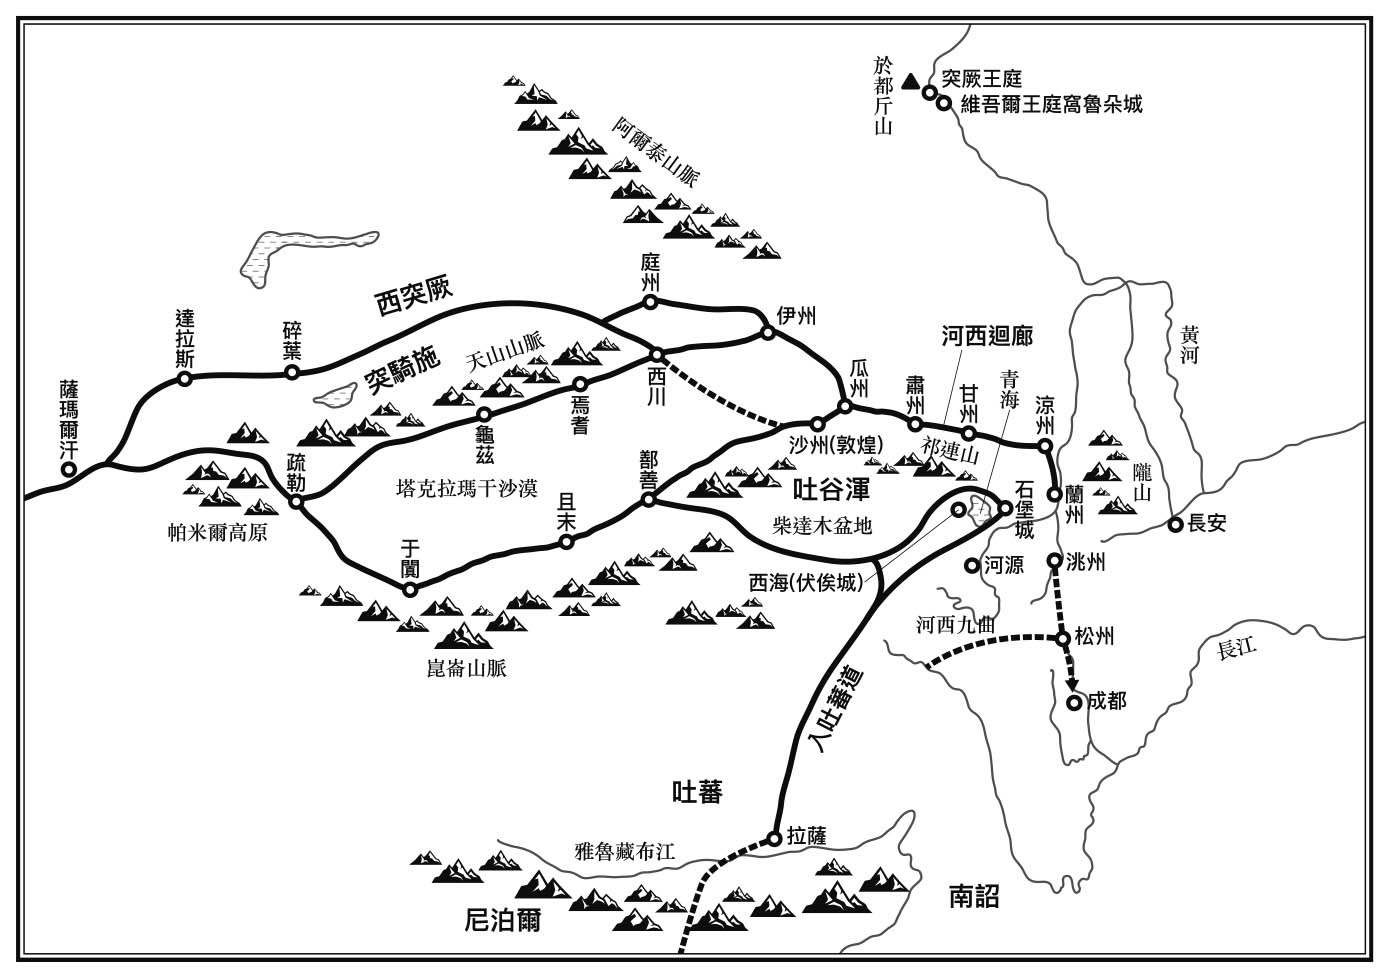 於都斤山
突厥王庭
維吾爾王庭窩魯朵城
阿爾泰山脈
黃河
庭州
伊州
西突厥
達拉斯
碎葉
突騎施
天山山脈
河西迴廊
薩瑪爾汗
西川
瓜州
肅州
甘州
青海
涼州
焉耆
龜茲
沙州(敦煌)
祁連山
疏勒
鄯善
隴山
塔克拉瑪干沙漠
吐谷渾
石堡城
蘭州
帕米爾高原
且末
柴達木盆地
長安
于闐
西海(伏俟城)
河源
洮州
河西九曲
松州
長江
崑崙山脈
入吐蕃道
成都
吐蕃
拉薩
雅魯藏布江
尼泊爾
南詔